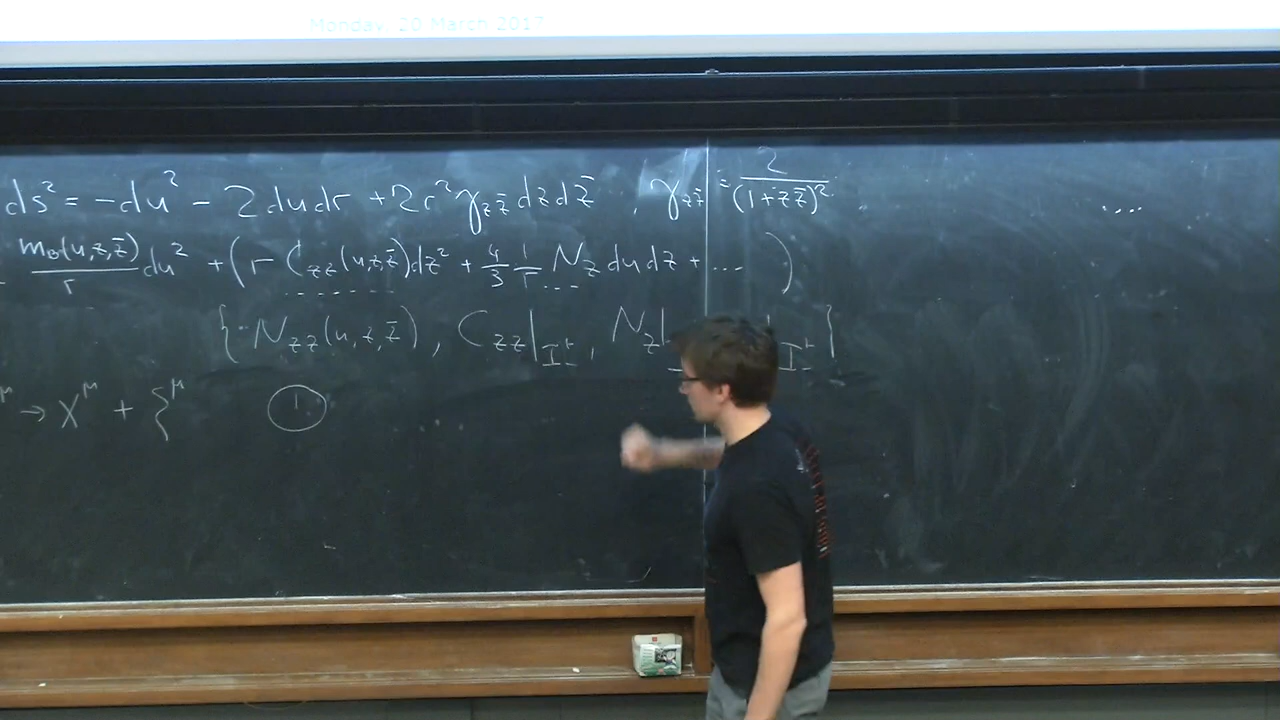 Monday, 20 March 2017
ds² = -du² - 2dudr + 2r²γ_{zz̄}dzdz̄ , γ_{zz̄} = 2/(1+zz̄)² ....
m_B(u,z,z̄)/r du² + (r C_{zz}(u,z,z̄)dz² + 4/3 1/r N_z dudz + ... )
{ N_{zz}(u,z,z̄), C_{zz}|_{I^+_-}, N_z| }
^μ → X^μ + ξ^μ ①